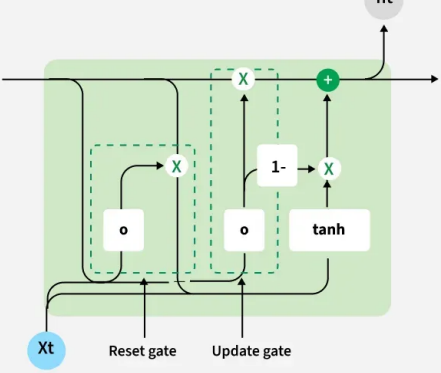 X
+
1-
X
X
o
o
tanh
Xt
Reset gate
Update gate